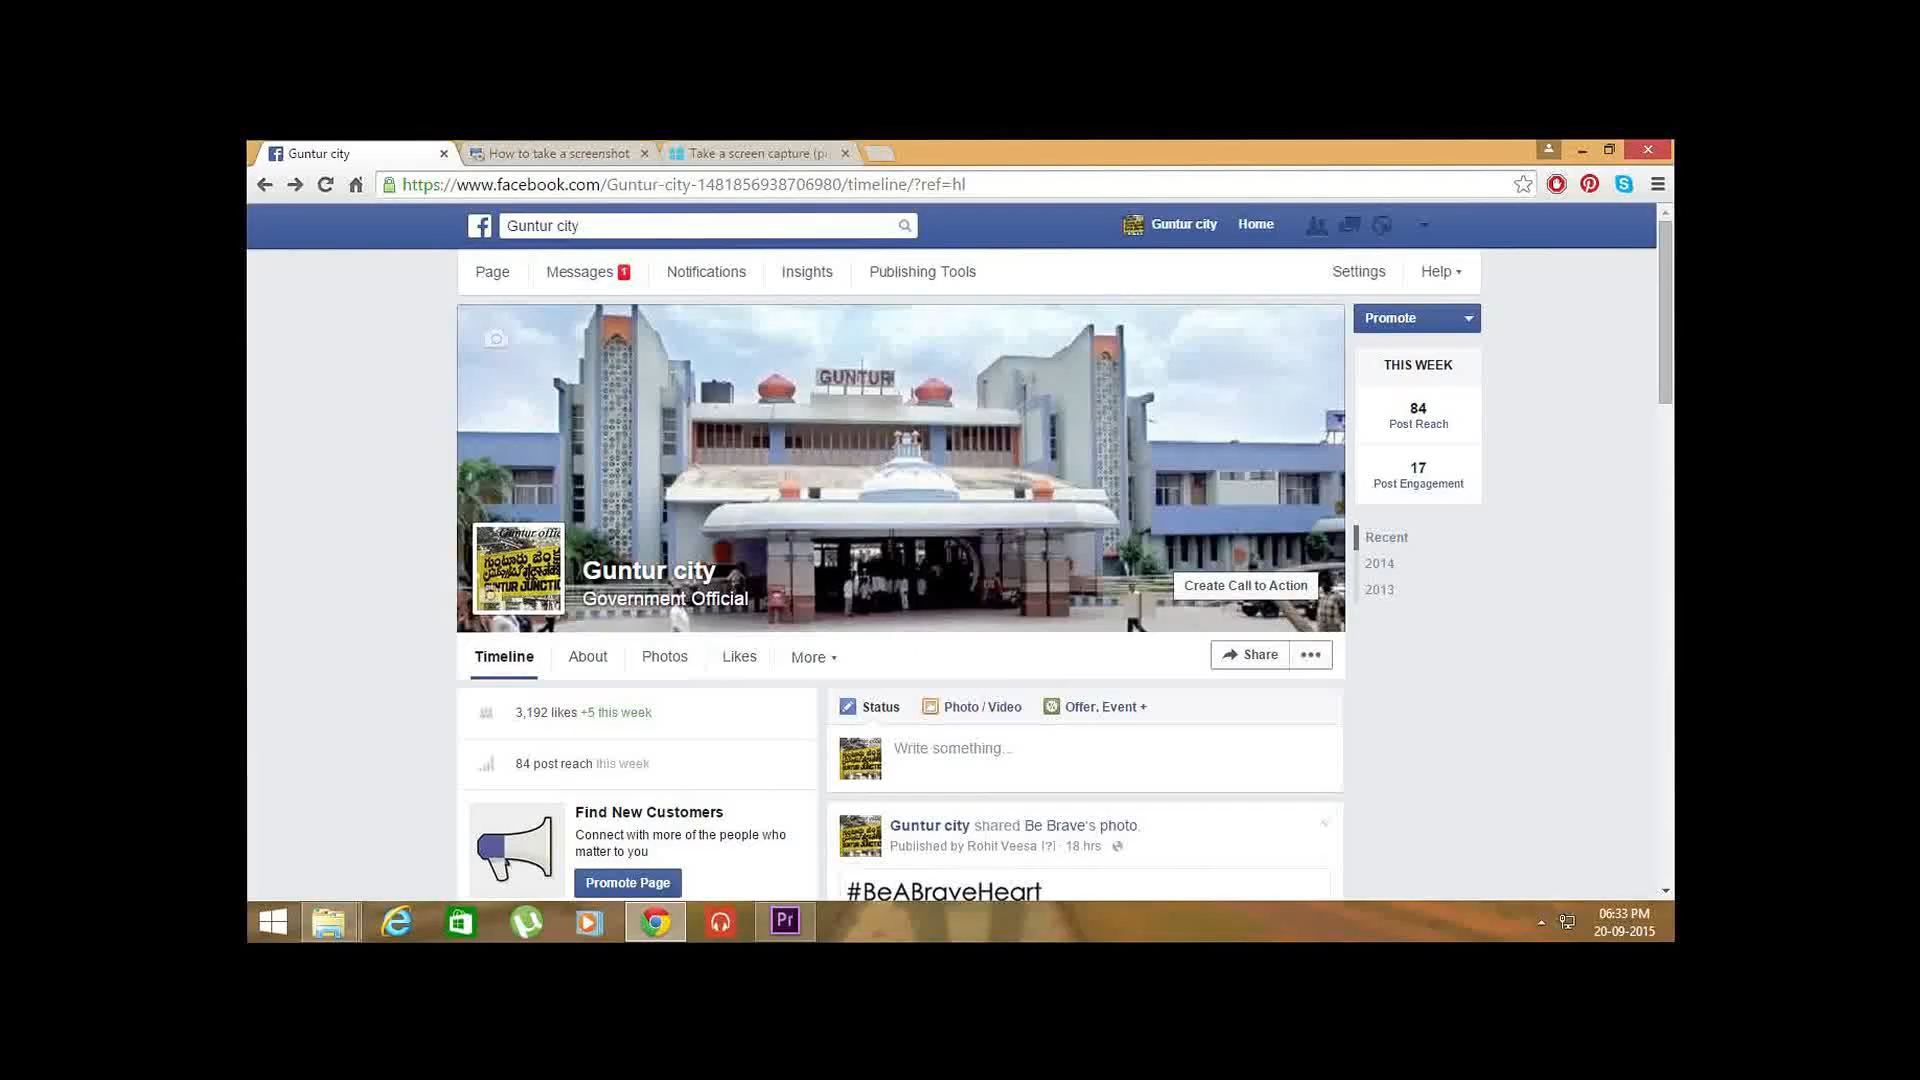 Guntur city
How to take a screenshot
Take a screen capture (p
https://www.facebook.com/Guntur-city-1481856938706980/timeline/?ref=hl
Guntur city
Guntur city Home
Page Messages 1 Notifications Insights Publishing Tools Settings Help
Promote
THIS WEEK
84
Post Reach
17
Post Engagement
Recent
2014
2013
GUNTUR
గుంటూరు
GUNTUR JUNCTIO
Guntur city
Government Official
Create Call to Action
Timeline About Photos Likes More
Share
3,192 likes +5 this week
84 post reach this week
Find New Customers
Connect with more of the people who
matter to you
Promote Page
Status Photo / Video Offer, Event +
Write something...
Guntur city shared Be Brave's photo.
Published by Rohit Veesa [?] · 18 hrs ·
#BeABraveHeart
Pr
06:33 PM
20-09-2015